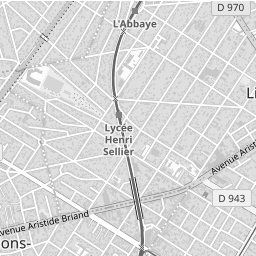 D 970
L'Abbaye
Li
Lycée
Henri
Sellier
Avenue Aristide
D 943
Avenue Aristide Briand
ons-